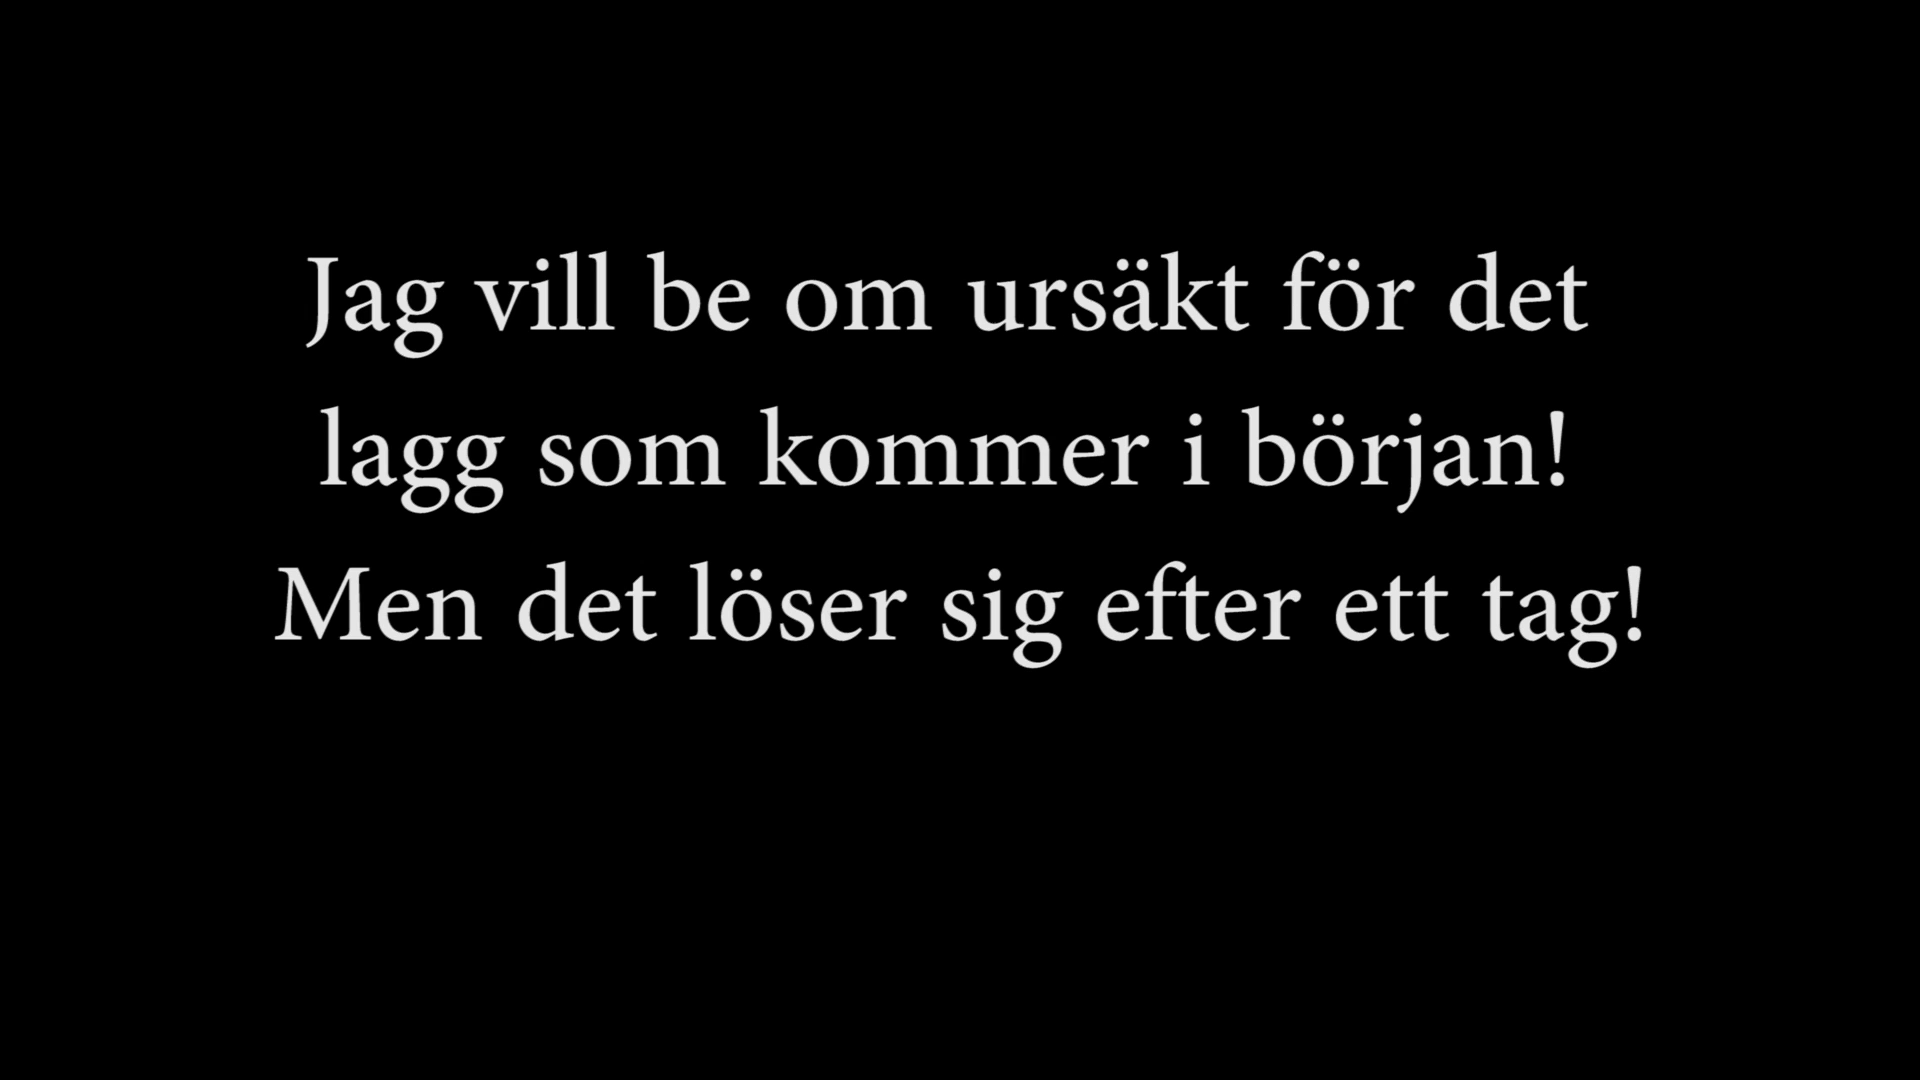 Jag vill be om ursäkt för det
lagg som kommer i början!
Men det löser sig efter ett tag!